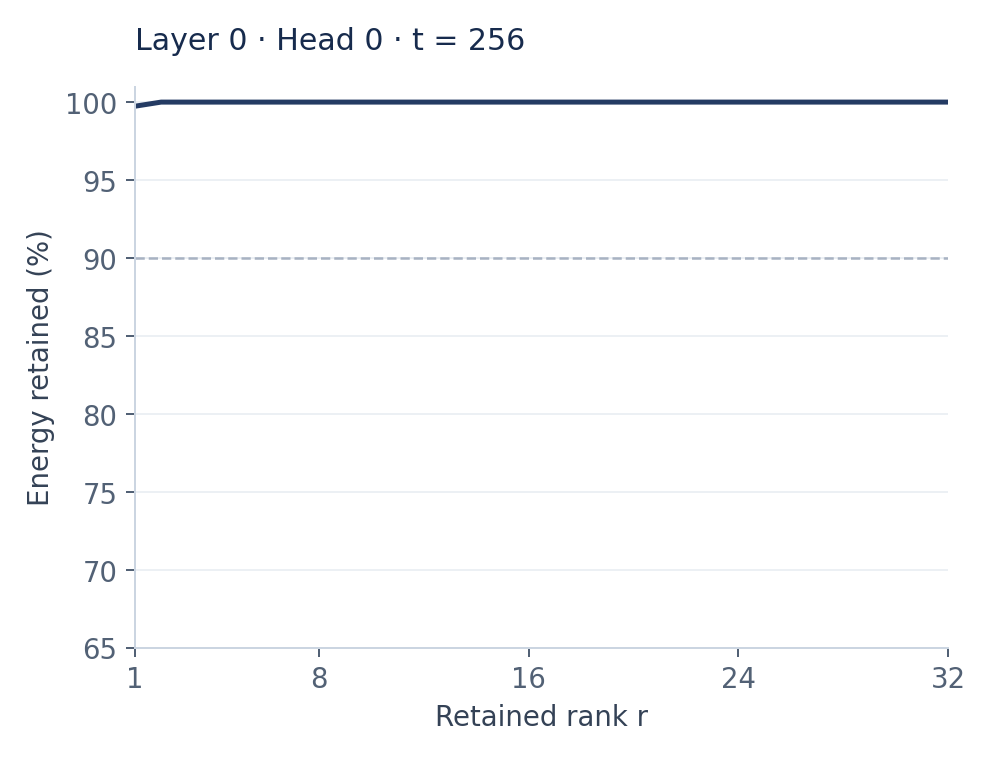 Layer 0 · Head 0 · t = 256
Energy retained (%)
100
95
90
85
80
75
70
65
1 8 16 24 32
Retained rank r